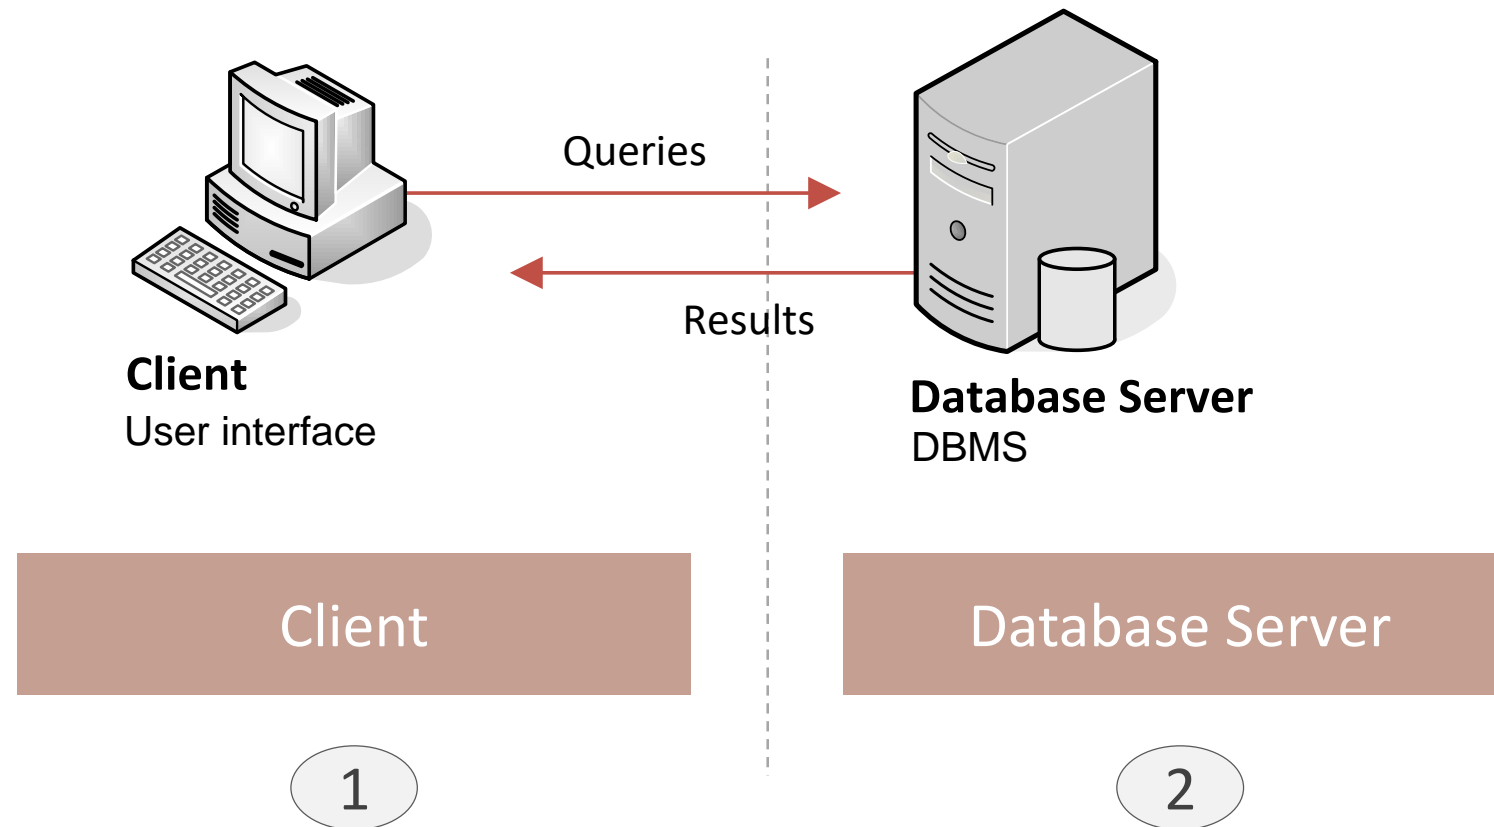 Queries
Results
Client
User interface
Database Server
DBMS
Client
Database Server
1
2